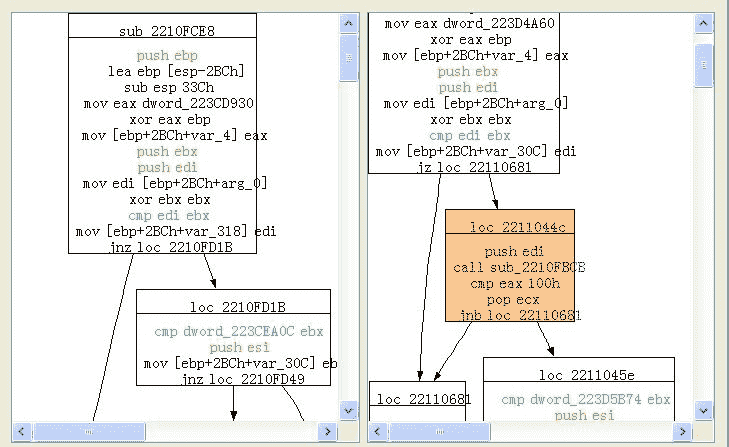 sub_2210FCE8
push ebp
lea ebp [esp-2BCh]
sub esp 33Ch
mov eax dword_223CD930
xor eax ebp
mov [ebp+2BCh+var_4] eax
push ebx
push edi
mov edi [ebp+2BCh+arg_0]
xor ebx ebx
cmp edi ebx
mov [ebp+2BCh+var_318] edi
jnz loc_2210FD1B
loc_2210FD1B
cmp dword_223CEA0C ebx
push esi
mov [ebp+2BCh+var_30C] eb
jnz loc_2210FD49
mov eax dword_223D4A60
xor eax ebp
mov [ebp+2BCh+var_4] eax
push ebx
push edi
mov edi [ebp+2BCh+arg_0]
xor ebx ebx
cmp edi ebx
mov [ebp+2BCh+var_30C] edi
jz loc_22110681
loc_2211044c
push edi
call sub_2210FBCB
cmp eax 100h
pop ecx
jnb loc_22110681
loc_22110681
loc_2211045e
cmp dword_223D5B74 ebx
push esi